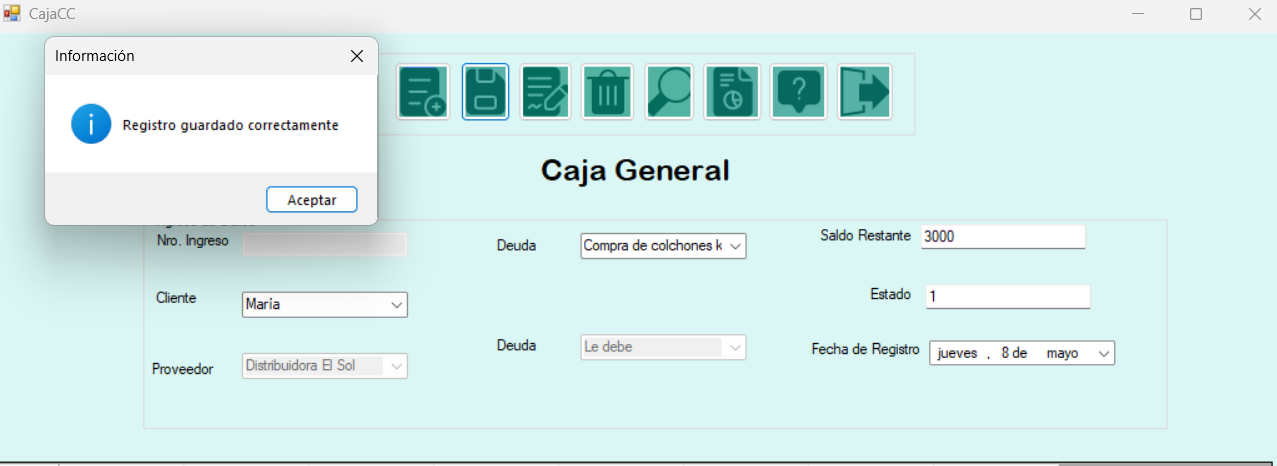 CajaCC
Información
Registro guardado correctamente
Aceptar
?
Caja General
Nro. Ingreso
Deuda
Compra de colchones k
Saldo Restante
3000
Cliente
María
Estado
1
Proveedor
Distribuidora El Sol
Deuda
Le debe
Fecha de Registro
jueves , 8 de mayo